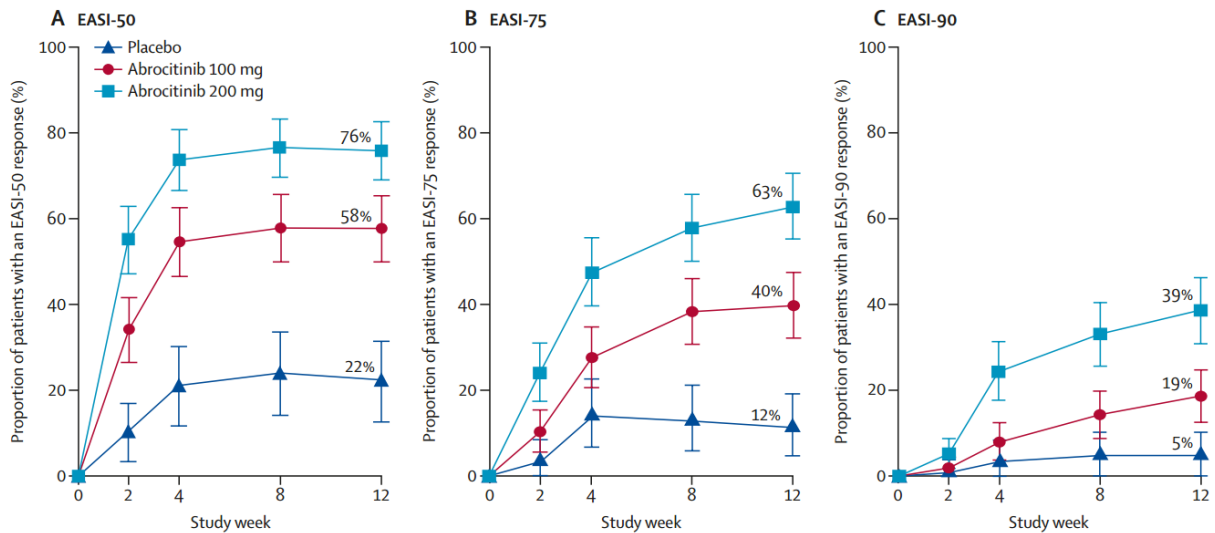 A EASI-50
Placebo
Abrocitinib 100 mg
Abrocitinib 200 mg
Proportion of patients with an EASI-50 response (%)
100
80
60
40
20
0
76%
58%
22%
0 2 4 8 12
Study week
B EASI-75
Proportion of patients with an EASI-75 response (%)
100
80
60
40
20
0
63%
40%
12%
0 2 4 8 12
Study week
C EASI-90
Proportion of patients with an EASI-90 response (%)
100
80
60
40
20
0
39%
19%
5%
0 2 4 8 12
Study week